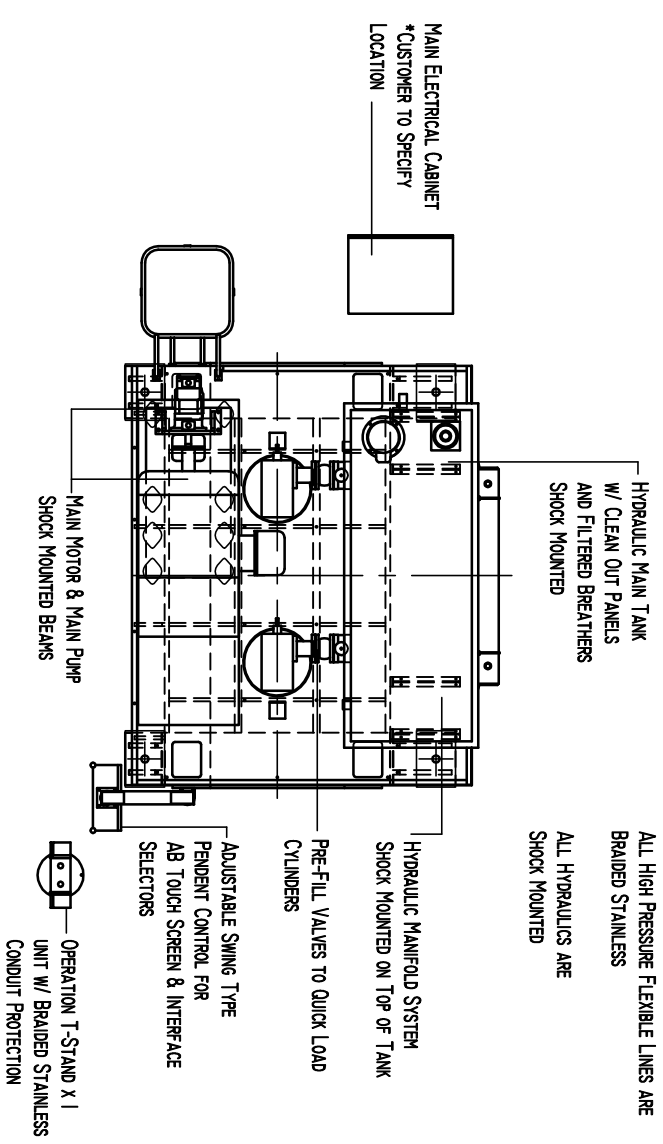 MAIN ELECTRICAL CABINET
*CUSTOMER TO SPECIFY
LOCATION
HYDRAULIC MAIN TANK
W/ CLEAN OUT PANELS
AND FILTERED BREATHERS
SHOCK MOUNTED
MAIN MOTOR & MAIN PUMP
SHOCK MOUNTED BEAMS
ALL HIGH PRESSURE FLEXIBLE LINES ARE
BRAIDED STAINLESS
ALL HYDRAULICS ARE
SHOCK MOUNTED
HYDRAULIC MANIFOLD SYSTEM
SHOCK MOUNTED ON TOP OF TANK
PRE-FILL VALVES TO QUICK LOAD
CYLINDERS
ADJUSTABLE SWING TYPE
PENDENT CONTROL FOR
AB TOUCH SCREEN & INTERFACE
SELECTORS
OPERATION T-STAND X 1
UNIT W/ BRAIDED STAINLESS
CONDUIT PROTECTION